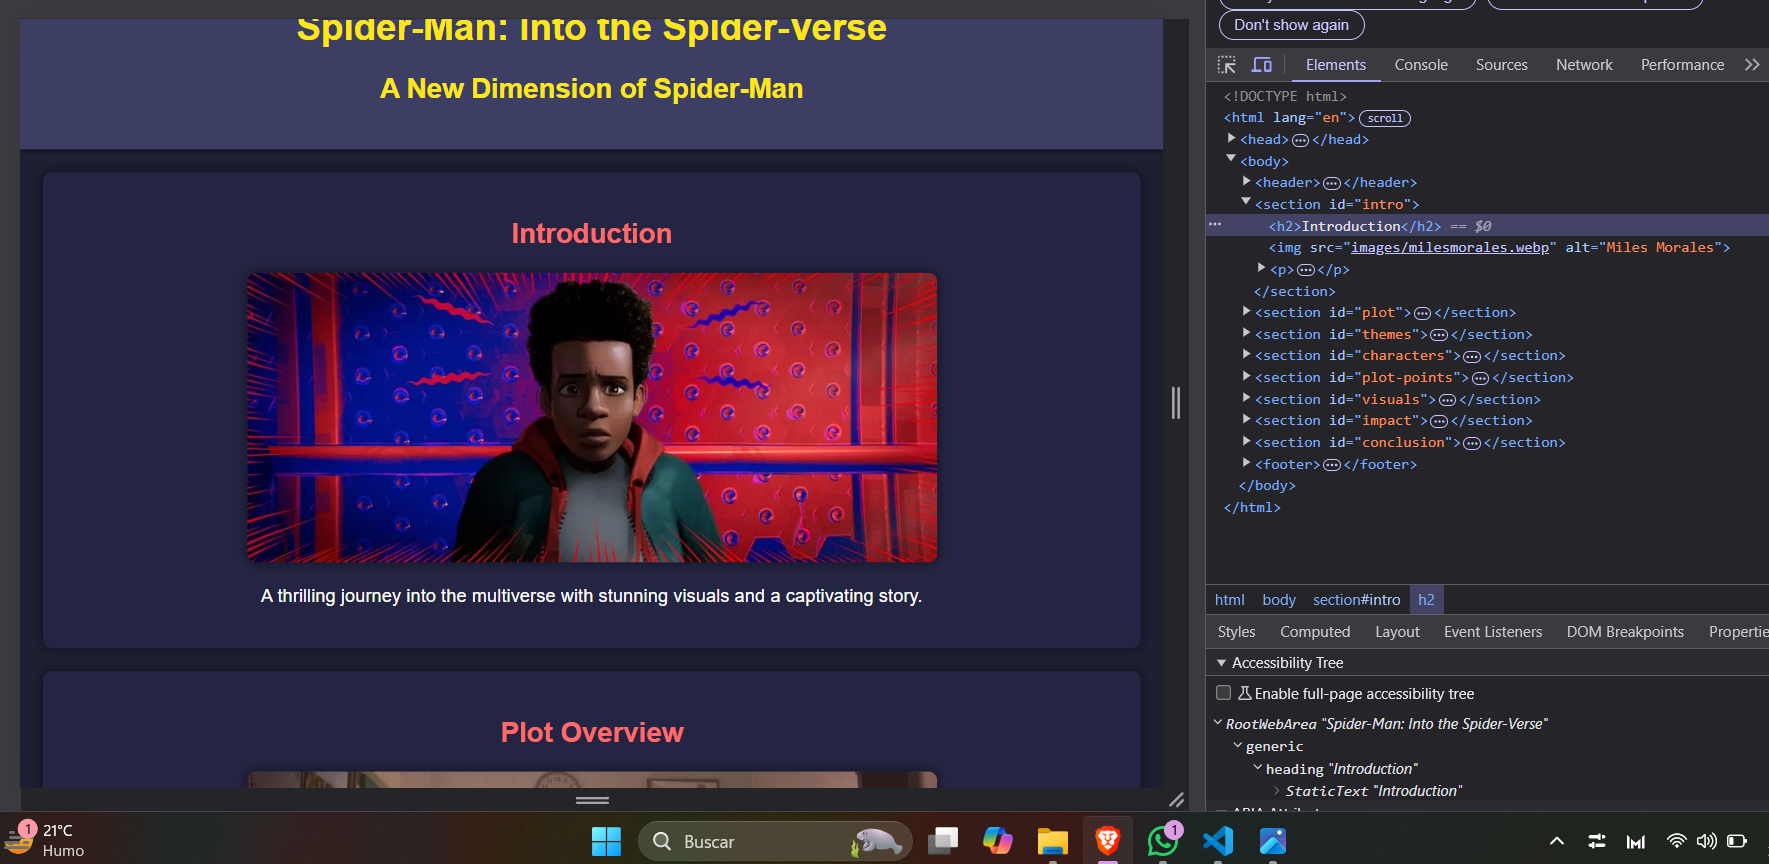 Spider-Man: Into the Spider-Verse
A New Dimension of Spider-Man
Introduction
A thrilling journey into the multiverse with stunning visuals and a captivating story.
Plot Overview
Don't show again
Elements Console Sources Network Performance
<!DOCTYPE html>
<html lang="en"> scroll
<head> ⋯ </head>
<body>
<header> ⋯ </header>
<section id="intro">
<h2>Introduction</h2> == $0
<img src="images/milesmorales.webp" alt="Miles Morales">
<p> ⋯ </p>
</section>
<section id="plot"> ⋯ </section>
<section id="themes"> ⋯ </section>
<section id="characters"> ⋯ </section>
<section id="plot-points"> ⋯ </section>
<section id="visuals"> ⋯ </section>
<section id="impact"> ⋯ </section>
<section id="conclusion"> ⋯ </section>
<footer> ⋯ </footer>
</body>
</html>
html body section#intro h2
Styles Computed Layout Event Listeners DOM Breakpoints Propertie
Accessibility Tree
Enable full-page accessibility tree
RootWebArea "Spider-Man: Into the Spider-Verse"
generic
heading "Introduction"
StaticText "Introduction"
1
21°C
Humo
Buscar
1